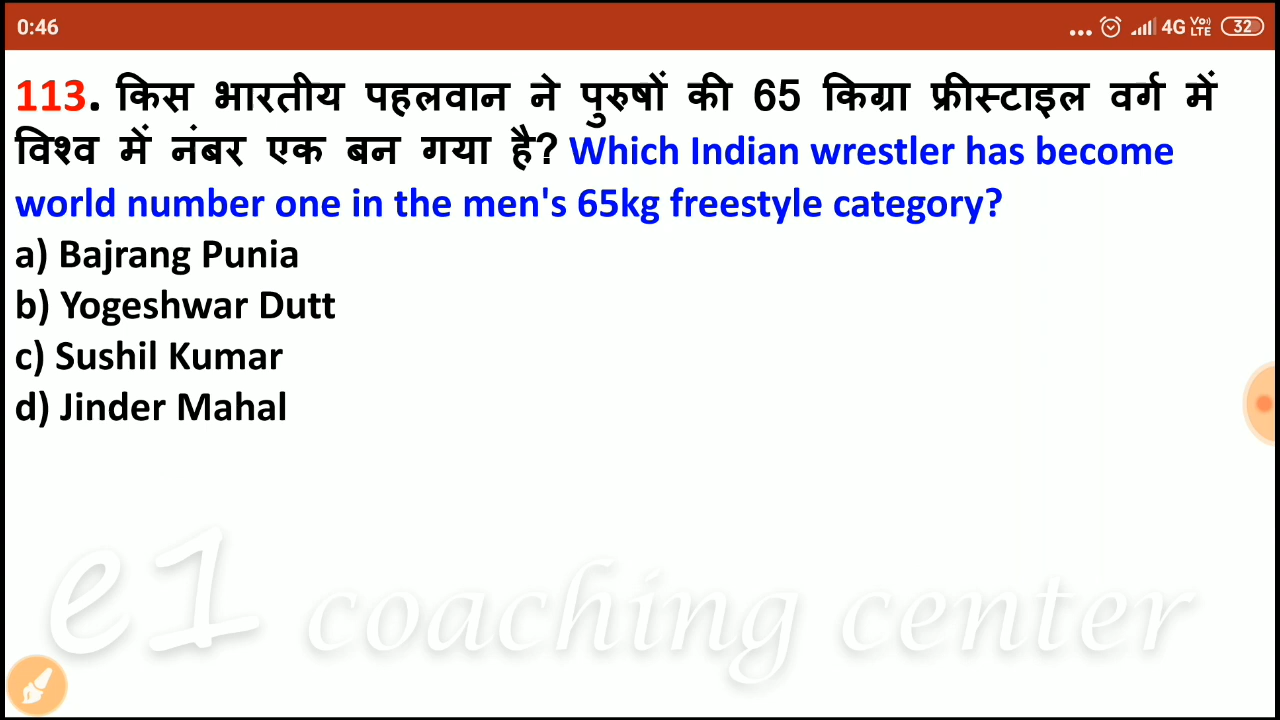 0:46 ... 4G Vo)) LTE 32
113. किस भारतीय पहलवान ने पुरुषों की 65 किग्रा फ्रीस्टाइल वर्ग में
विश्व में नंबर एक बन गया है? Which Indian wrestler has become
world number one in the men's 65kg freestyle category?
a) Bajrang Punia
b) Yogeshwar Dutt
c) Sushil Kumar
d) Jinder Mahal
e1 coaching center